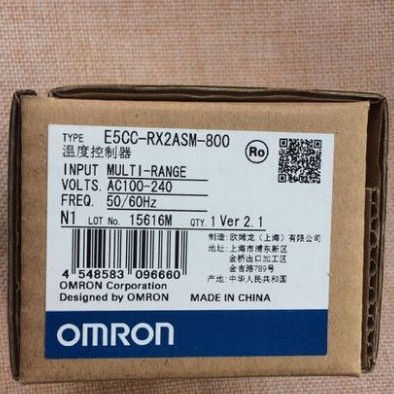 TYPE E5CC-RX2ASM-800
温度控制器
Ro
INPUT MULTI-RANGE
VOLTS. AC100-240
FREQ. 50/60Hz
N1 LOT No. 15616M QTY. 1 Ver 2.1
制造: 欧姆龙（上海）有限公司
地址: 上海市浦东新区
金桥出口加工区
金吉路789号
产地: 中华人民共和国
4 548583 096660
OMRON Corporation
Designed by OMRON
MADE IN CHINA
OMRON